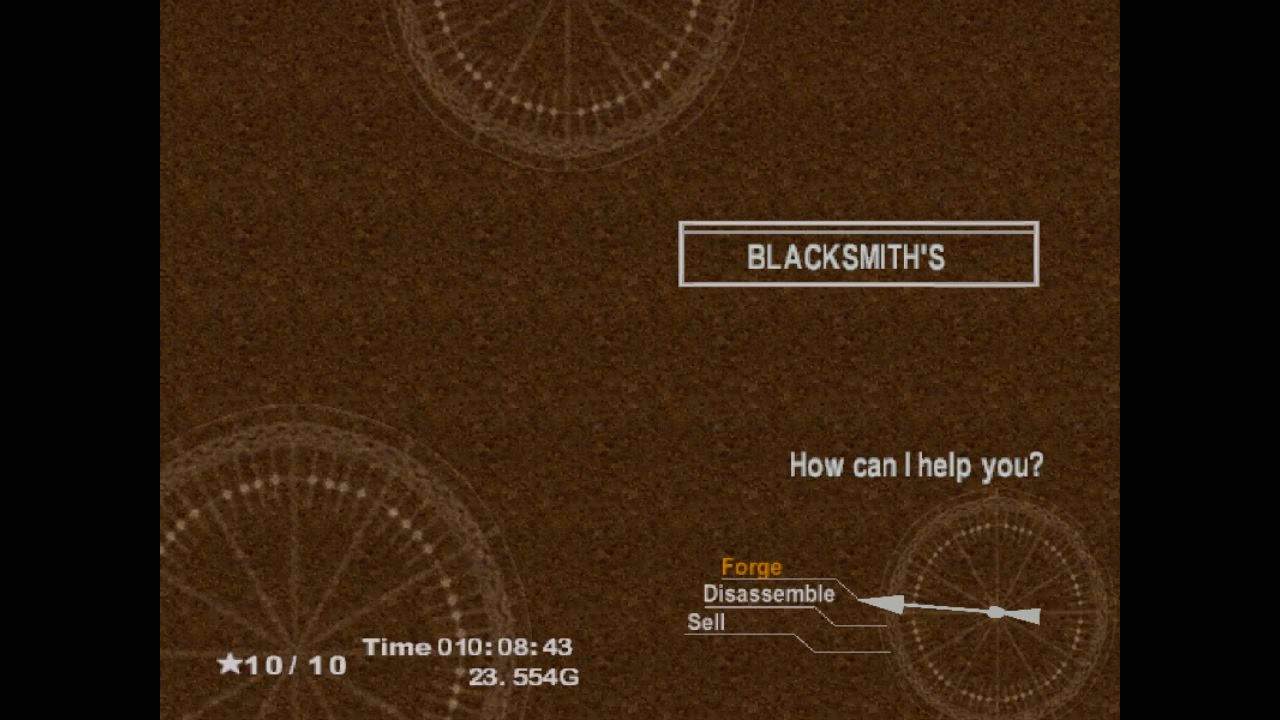 BLACKSMITH'S
How can I help you?
Forge
Disassemble
Sell
Time 010:08:43
★10/10
23.554G